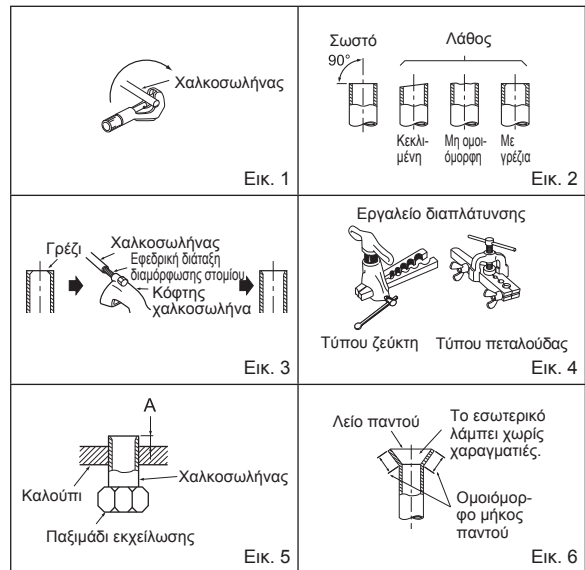 Χαλκοσωλήνας
Εικ. 1
Σωστό
90°
Λάθος
Κεκλι-
μένη
Μη ομοι-
όμορφη
Με
γρέζια
Εικ. 2
Γρέζι
Χαλκοσωλήνας
Εφεδρική διάταξη
διαμόρφωσης στομίου
Κόφτης
χαλκοσωλήνα
Εικ. 3
Εργαλείο διαπλάτυνσης
Τύπου ζεύκτη
Τύπου πεταλούδας
Εικ. 4
A
Χαλκοσωλήνας
Καλούπι
Παξιμάδι εκχείλωσης
Εικ. 5
Λείο παντού
Το εσωτερικό
λάμπει χωρίς
χαραγματιές.
Ομοιόμορ-
φο μήκος
παντού
Εικ. 6